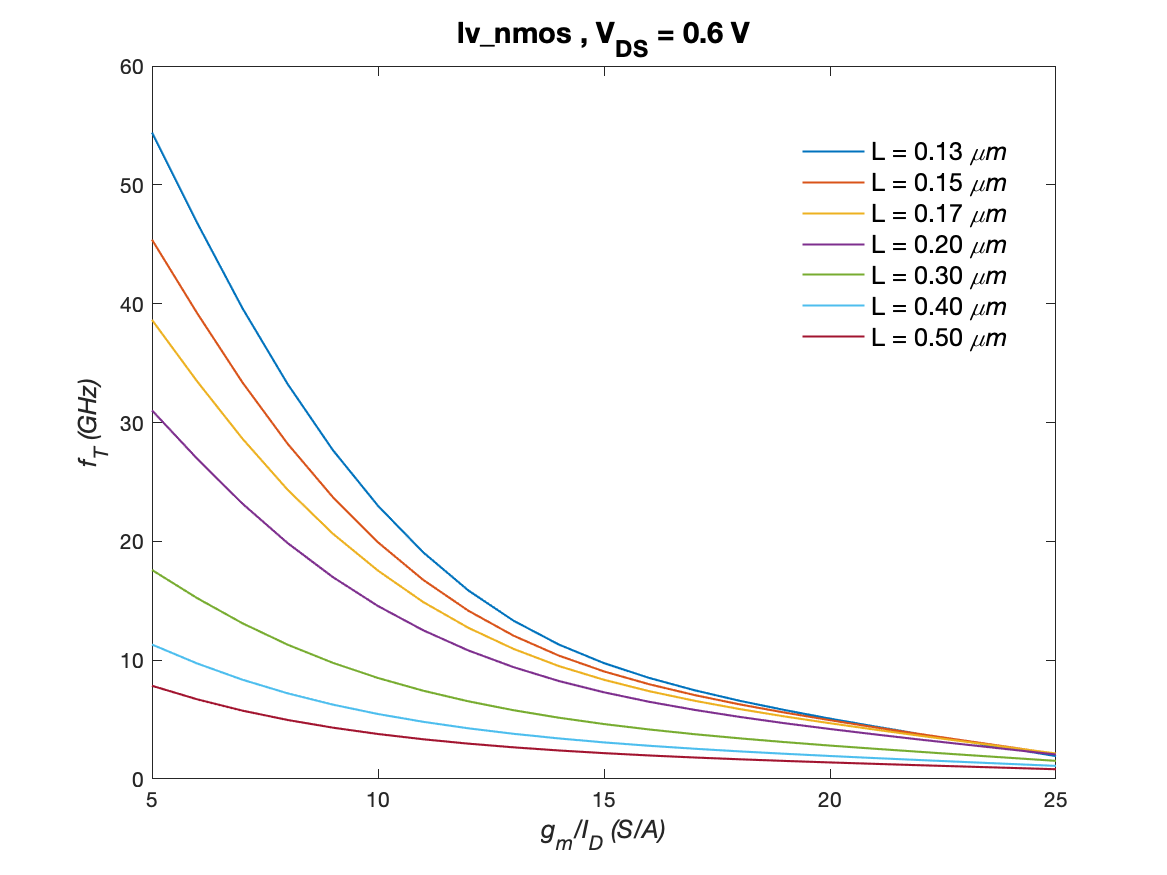 lv_nmos , V_DS = 0.6 V
60
50
40
30
20
10
0
f_T (GHz)
L = 0.13 μm
L = 0.15 μm
L = 0.17 μm
L = 0.20 μm
L = 0.30 μm
L = 0.40 μm
L = 0.50 μm
5 10 15 20 25
g_m/I_D (S/A)